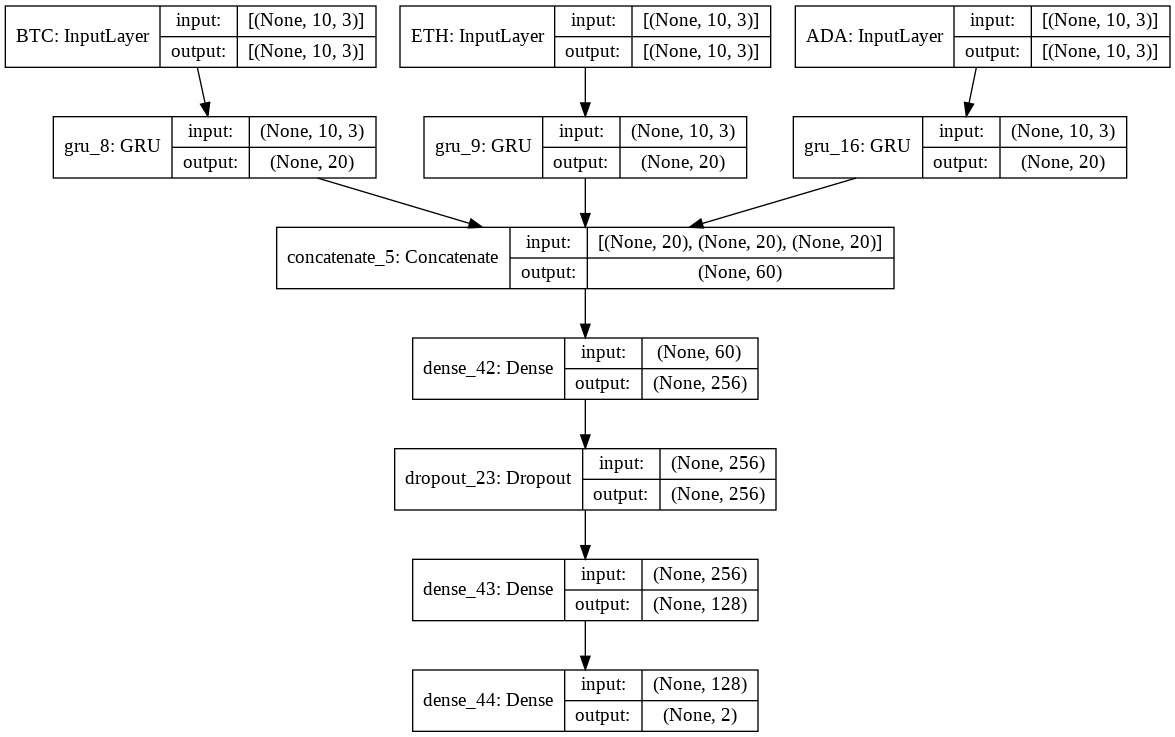 BTC: InputLayer
input:
[(None, 10, 3)]
output:
[(None, 10, 3)]
ETH: InputLayer
input:
[(None, 10, 3)]
output:
[(None, 10, 3)]
ADA: InputLayer
input:
[(None, 10, 3)]
output:
[(None, 10, 3)]
gru_8: GRU
input:
(None, 10, 3)
output:
(None, 20)
gru_9: GRU
input:
(None, 10, 3)
output:
(None, 20)
gru_16: GRU
input:
(None, 10, 3)
output:
(None, 20)
concatenate_5: Concatenate
input:
[(None, 20), (None, 20), (None, 20)]
output:
(None, 60)
dense_42: Dense
input:
(None, 60)
output:
(None, 256)
dropout_23: Dropout
input:
(None, 256)
output:
(None, 256)
dense_43: Dense
input:
(None, 256)
output:
(None, 128)
dense_44: Dense
input:
(None, 128)
output:
(None, 2)